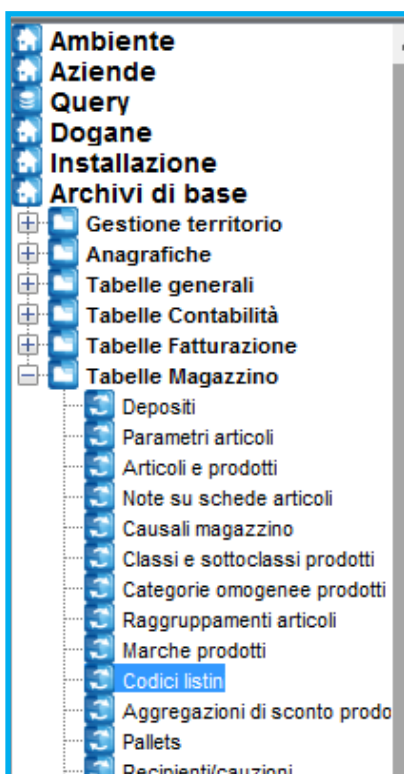 Ambiente
Aziende
Query
Dogane
Installazione
Archivi di base
Gestione territorio
Anagrafiche
Tabelle generali
Tabelle Contabilità
Tabelle Fatturazione
Tabelle Magazzino
Depositi
Parametri articoli
Articoli e prodotti
Note su schede articoli
Causali magazzino
Classi e sottoclassi prodotti
Categorie omogenee prodotti
Raggruppamenti articoli
Marche prodotti
Codici listin
Aggregazioni di sconto prodo
Pallets
Recipienti/cauzioni